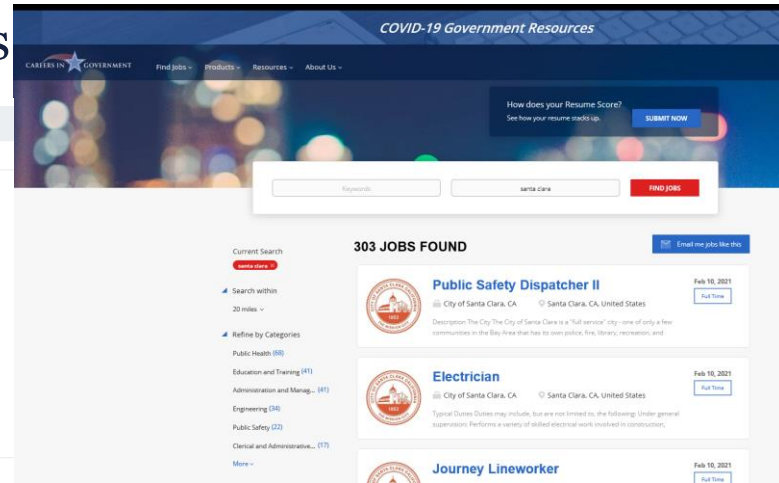 s
COVID-19 Government Resources
CAREERS IN GOVERNMENT
Find Jobs Products Resources About Us
How does your Resume Score?
See how your resume stacks up.
SUBMIT NOW
Keywords
santa clara
FIND JOBS
303 JOBS FOUND
Email me jobs like this
Current Search
santa clara
Search within
20 miles
Refine by Categories
Public Health (68)
Education and Training (41)
Administration and Manag... (41)
Engineering (34)
Public Safety (22)
Clerical and Administrative... (17)
More
Public Safety Dispatcher II
City of Santa Clara, CA Santa Clara, CA, United States
Description The City The City of Santa Clara is a "full service" city - one of only a few
communities in the Bay Area that has its own police, fire, library, recreation, and
Feb 10, 2021
Full Time
Electrician
City of Santa Clara, CA Santa Clara, CA, United States
Typical Duties Duties may include, but are not limited to, the following: Under general
supervision: Performs a variety of skilled electrical work involved in construction,
Feb 10, 2021
Full Time
Journey Lineworker
Feb 10, 2021
Full Time